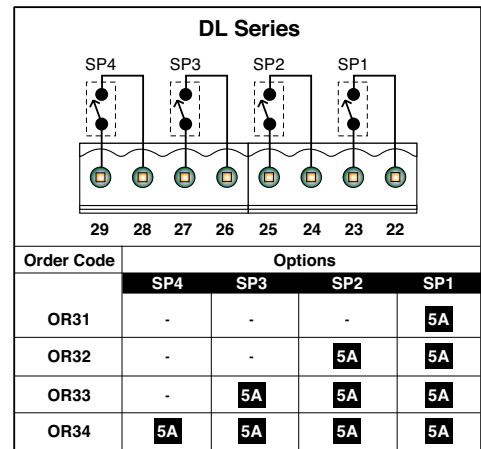 DL Series
SP4 SP3 SP2 SP1
29 28 27 26 25 24 23 22
Order Code Options
SP4 SP3 SP2 SP1
OR31 - - - 5A
OR32 - - 5A 5A
OR33 - 5A 5A 5A
OR34 5A 5A 5A 5A